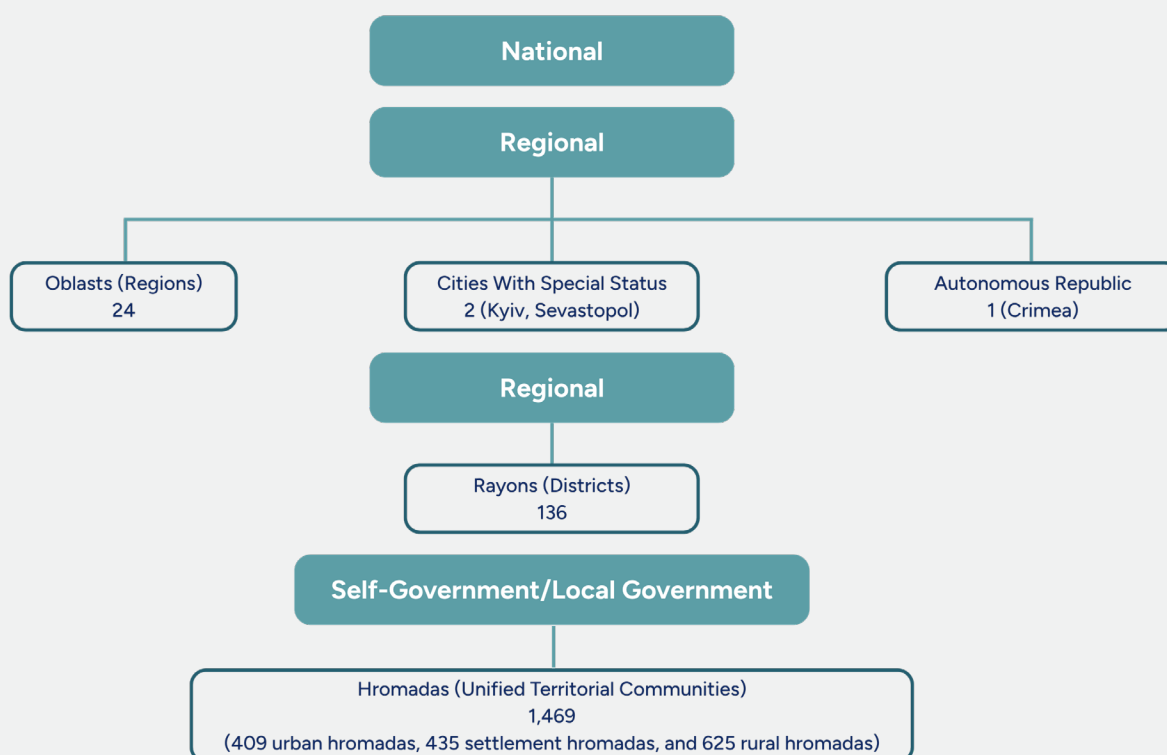 National
Regional
Oblasts (Regions)
24
Cities With Special Status
2 (Kyiv, Sevastopol)
Autonomous Republic
1 (Crimea)
Regional
Rayons (Districts)
136
Self-Government/Local Government
Hromadas (Unified Territorial Communities)
1,469
(409 urban hromadas, 435 settlement hromadas, and 625 rural hromadas)